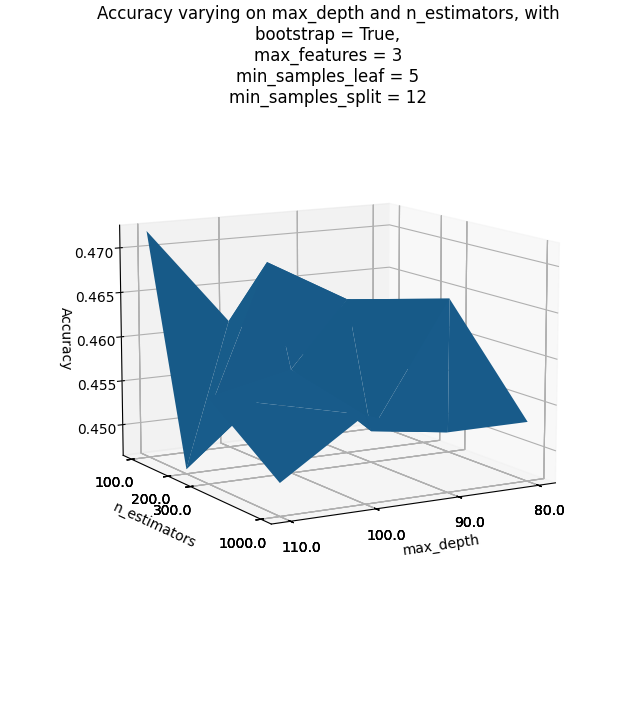 Accuracy varying on max_depth and n_estimators, with
bootstrap = True,
max_features = 3
min_samples_leaf = 5
min_samples_split = 12
0.470
0.465
0.460
0.455
0.450
Accuracy
100.0
200.0
300.0
1000.0
n_estimators
110.0
100.0
90.0
80.0
max_depth